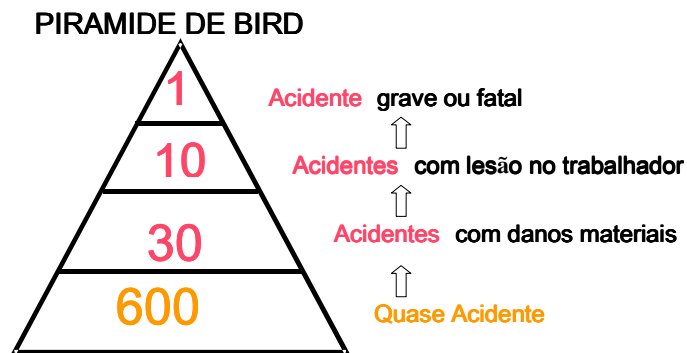 PIRAMIDE DE BIRD
1
Acidente grave ou fatal
10
Acidentes com lesão no trabalhador
30
Acidentes com danos materiais
600
Quase Acidente